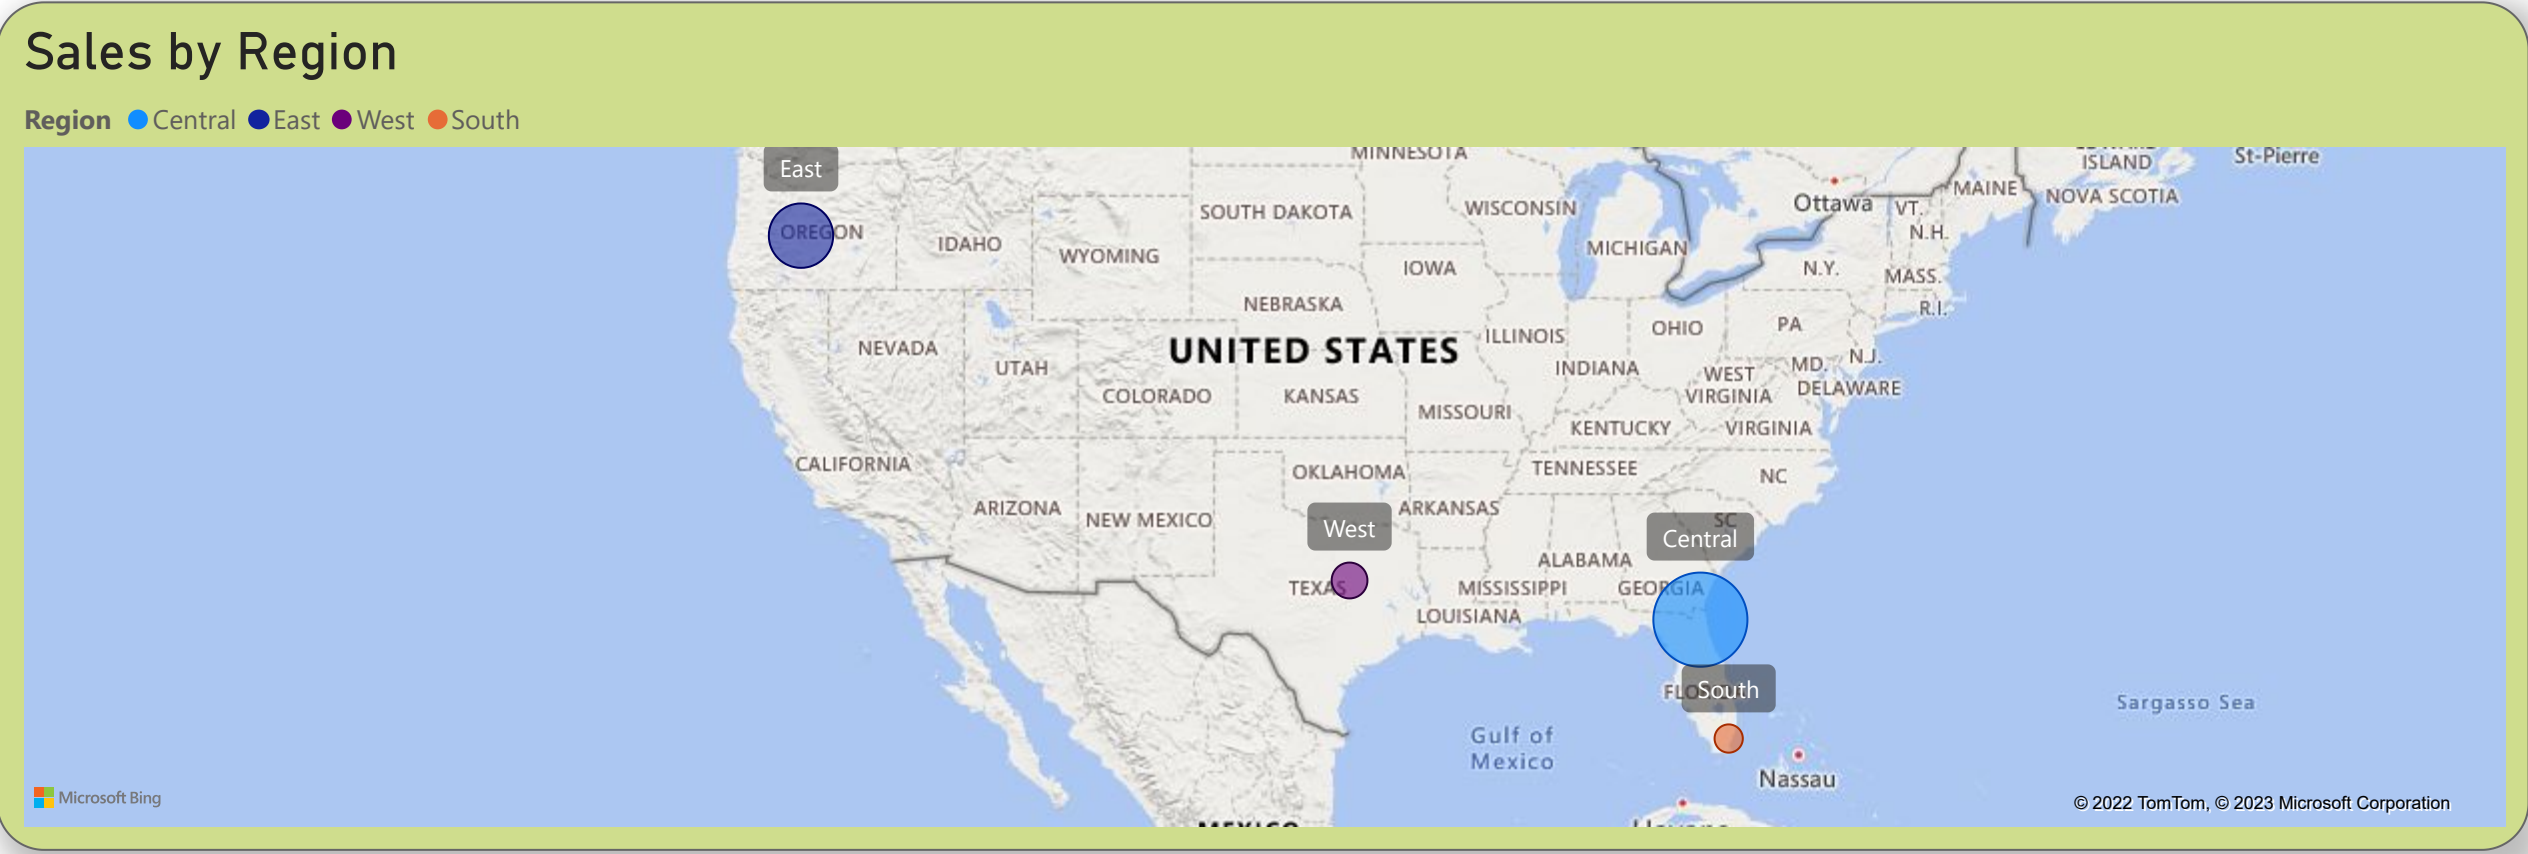 Sales by Region
Region Central East West South
East
MINNESOTA
ISLAND
St-Pierre
MAINE
NOVA SCOTIA
Ottawa
VT.
N.H.
SOUTH DAKOTA
WISCONSIN
OREGON
IDAHO
WYOMING
MICHIGAN
IOWA
N.Y.
MASS.
NEBRASKA
R.I.
UNITED STATES
ILLINOIS
OHIO
PA
NEVADA
UTAH
INDIANA
WEST
VIRGINIA
MD.
N.J.
DELAWARE
COLORADO
KANSAS
MISSOURI
KENTUCKY
VIRGINIA
CALIFORNIA
OKLAHOMA
TENNESSEE
NC
ARIZONA
NEW MEXICO
ARKANSAS
West
SC
Central
ALABAMA
TEXAS
MISSISSIPPI
GEORGIA
LOUISIANA
South
Sargasso Sea
Gulf of
Mexico
Nassau
Microsoft Bing
© 2022 TomTom, © 2023 Microsoft Corporation
MEXICO